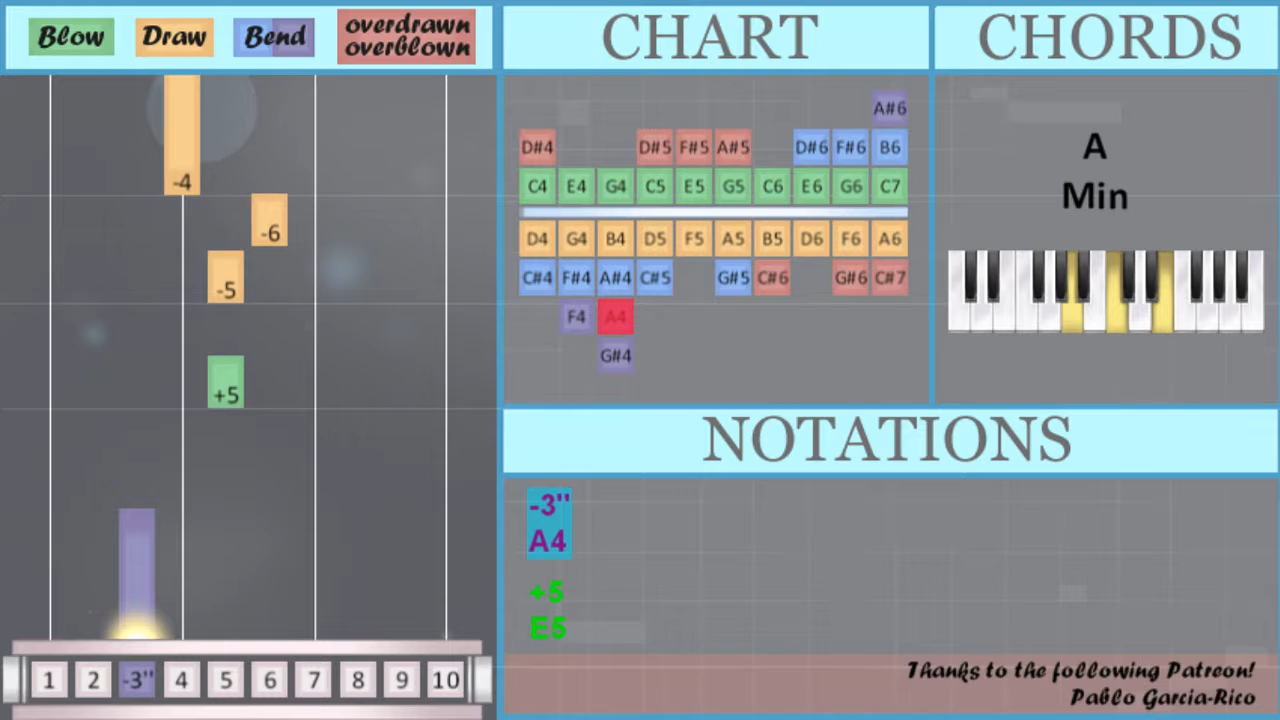 Blow Draw Bend overdrawn
overblown
CHART
CHORDS
-4
-6
-5
+5
1 2 -3" 4 5 6 7 8 9 10
A#6
D#4 D#5 F#5 A#5 D#6 F#6 B6
C4 E4 G4 C5 E5 G5 C6 E6 G6 C7
D4 G4 B4 D5 F5 A5 B5 D6 F6 A6
C#4 F#4 A#4 C#5 G#5 C#6 G#6 C#7
F4 A4
G#4
A
Min
NOTATIONS
-3"
A4
+5
E5
Thanks to the following Patreon!
Pablo Garcia-Rico